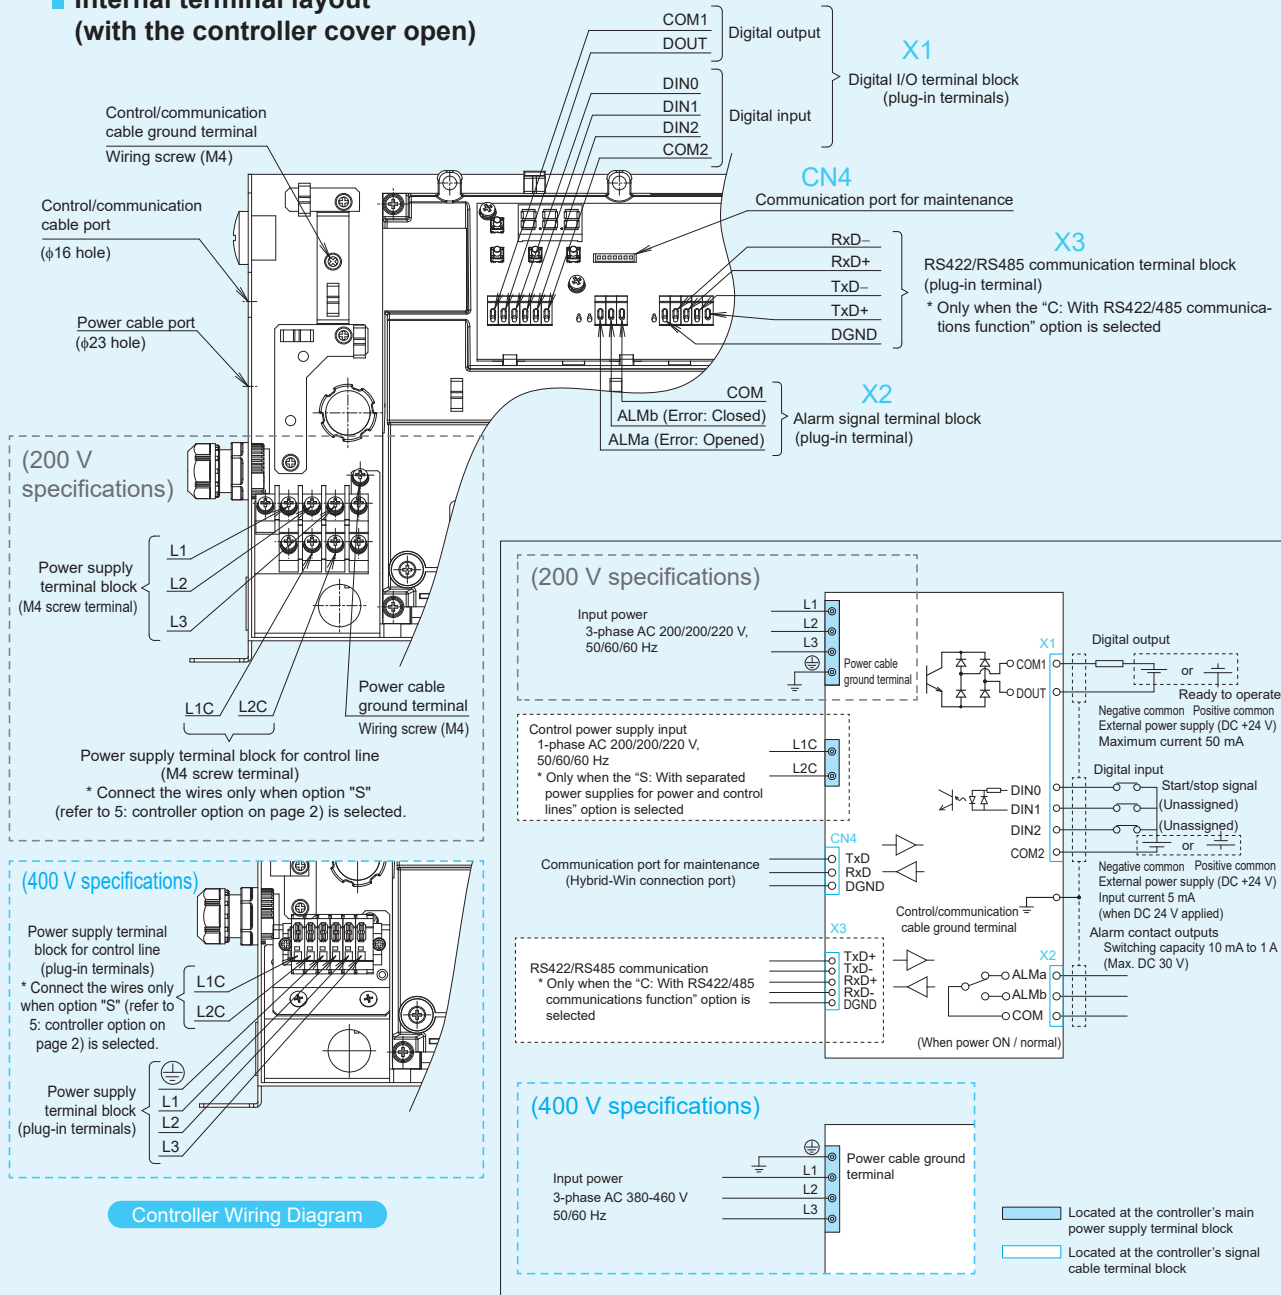 Internal terminal layout
(with the controller cover open)
COM1
DOUT
Digital output
DIN0
DIN1
DIN2
COM2
Digital input
X1
Digital I/O terminal block
(plug-in terminals)
Control/communication
cable ground terminal
Wiring screw (M4)
Control/communication
cable port
(ϕ16 hole)
Power cable port
(ϕ23 hole)
CN4
Communication port for maintenance
RxD–
RxD+
TxD–
TxD+
DGND
X3
RS422/RS485 communication terminal block
(plug-in terminal)
* Only when the “C: With RS422/485 communica-
tions function” option is selected
COM
ALMb (Error: Closed)
ALMa (Error: Opened)
X2
Alarm signal terminal block
(plug-in terminal)
(200 V
specifications)
L1
L2
L3
Power supply
terminal block
(M4 screw terminal)
L1C
L2C
Power cable
ground terminal
Wiring screw (M4)
Power supply terminal block for control line
(M4 screw terminal)
* Connect the wires only when option "S"
(refer to 5: controller option on page 2) is selected.
(400 V specifications)
Power supply terminal
block for control line
(plug-in terminals)
* Connect the wires only
when option "S" (refer to
5: controller option on
page 2) is selected.
L1C
L2C
Power supply
terminal block
(plug-in terminals)
L1
L2
L3
Controller Wiring Diagram
(200 V specifications)
Input power
3-phase AC 200/200/220 V,
50/60/60 Hz
L1
L2
L3
Power cable
ground terminal
Control power supply input
1-phase AC 200/200/220 V,
50/60/60 Hz
* Only when the “S: With separated
power supplies for power and control
lines” option is selected
L1C
L2C
CN4
Communication port for maintenance
(Hybrid-Win connection port)
TxD
RxD
DGND
X3
RS422/RS485 communication
* Only when the “C: With RS422/485
communications function” option is
selected
TxD+
TxD-
RxD+
RxD-
DGND
X1
COM1
DOUT
Digital output
or
Ready to operate
Negative common Positive common
External power supply (DC +24 V)
Maximum current 50 mA
Digital input
DIN0
DIN1
DIN2
COM2
Start/stop signal
(Unassigned)
(Unassigned)
or
Negative common Positive common
External power supply (DC +24 V)
Input current 5 mA
(when DC 24 V applied)
Control/communication
cable ground terminal
Alarm contact outputs
Switching capacity 10 mA to 1 A
(Max. DC 30 V)
X2
ALMa
ALMb
COM
(When power ON / normal)
(400 V specifications)
Input power
3-phase AC 380-460 V
50/60 Hz
L1
L2
L3
Power cable ground
terminal
Located at the controller’s main
power supply terminal block
Located at the controller’s signal
cable terminal block